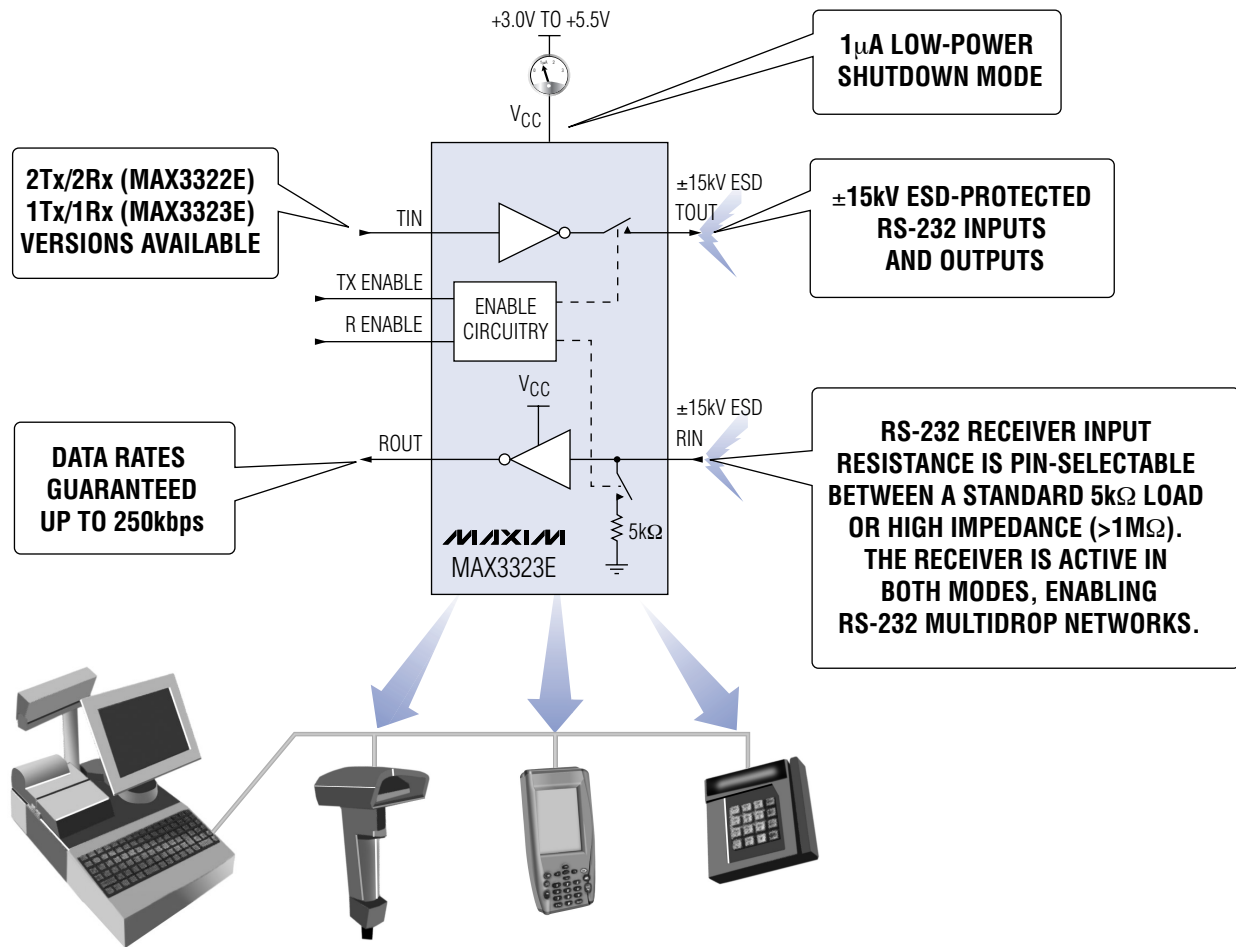 +3.0V TO +5.5V
1µA LOW-POWER
SHUTDOWN MODE
VCC
2Tx/2Rx (MAX3322E)
1Tx/1Rx (MAX3323E)
VERSIONS AVAILABLE
±15kV ESD
TOUT
±15kV ESD-PROTECTED
RS-232 INPUTS
AND OUTPUTS
TIN
TX ENABLE
R ENABLE
ENABLE
CIRCUITRY
VCC
±15kV ESD
RIN
ROUT
DATA RATES
GUARANTEED
UP TO 250kbps
5kΩ
MAXIM
MAX3323E
RS-232 RECEIVER INPUT
RESISTANCE IS PIN-SELECTABLE
BETWEEN A STANDARD 5kΩ LOAD
OR HIGH IMPEDANCE (>1MΩ).
THE RECEIVER IS ACTIVE IN
BOTH MODES, ENABLING
RS-232 MULTIDROP NETWORKS.